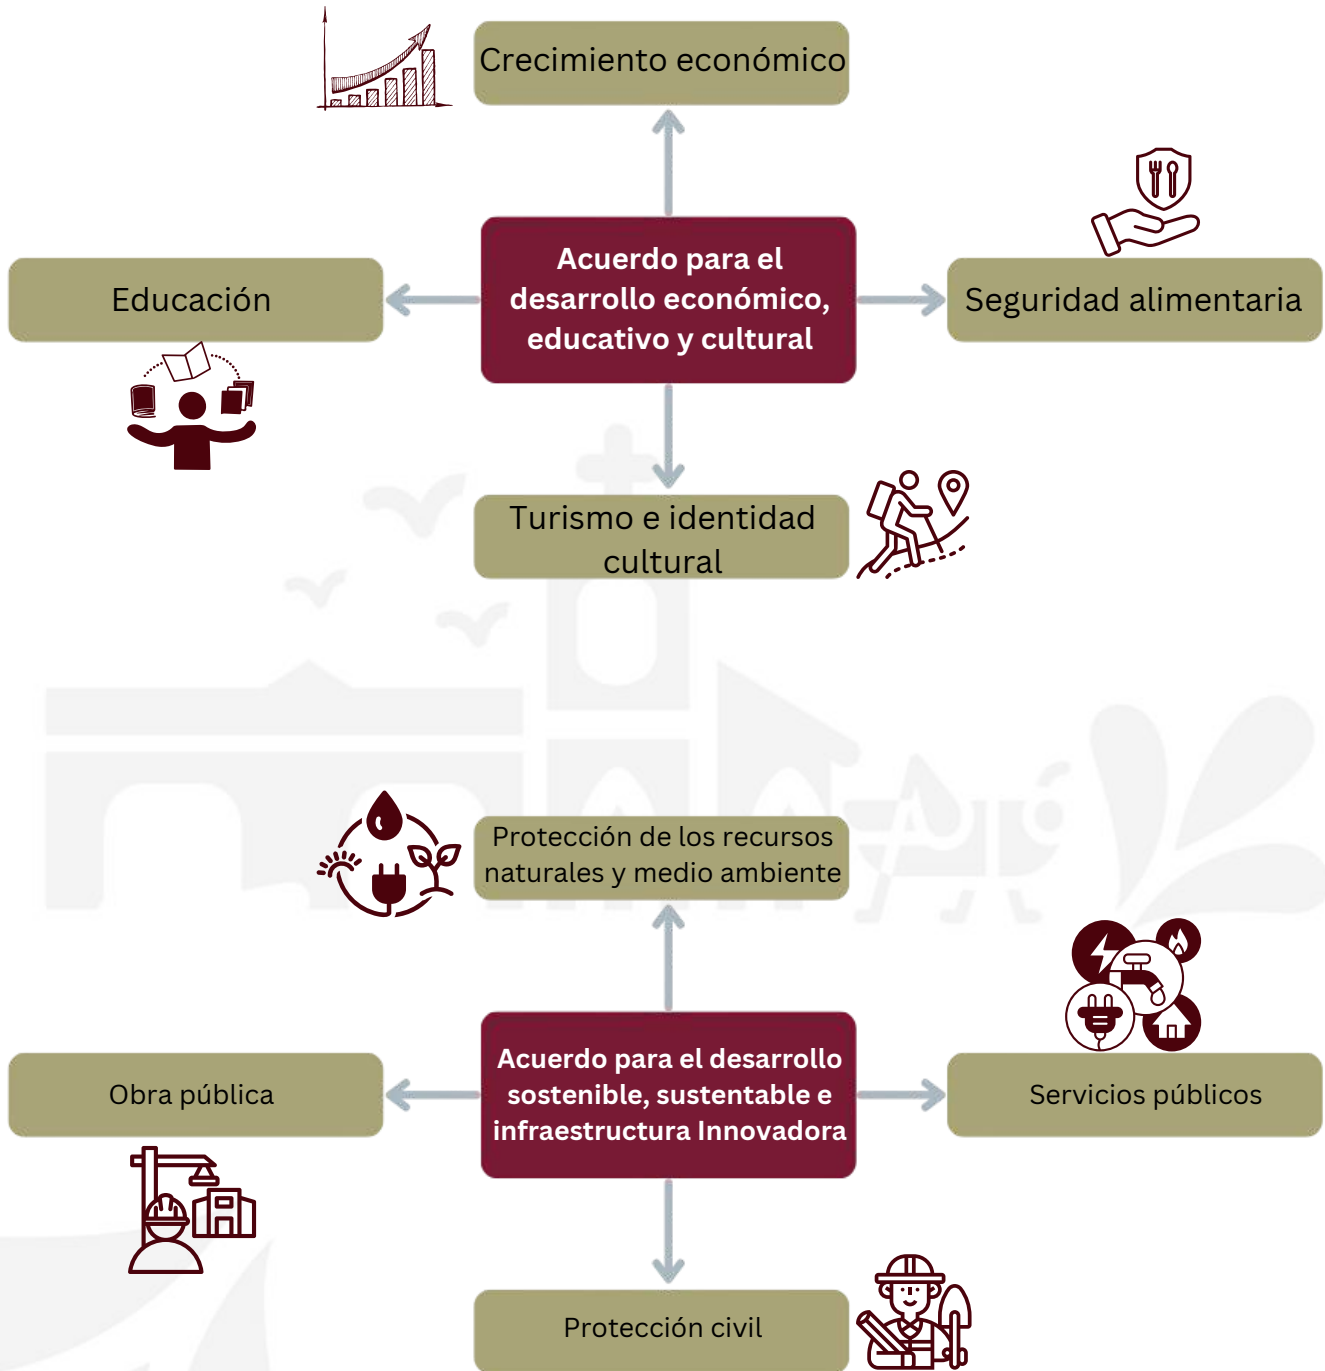 Crecimiento económico
Acuerdo para el
desarrollo económico,
educativo y cultural
Educación
Seguridad alimentaria
Turismo e identidad
cultural
Protección de los recursos
naturales y medio ambiente
Acuerdo para el desarrollo
sostenible, sustentable e
infraestructura Innovadora
Obra pública
Servicios públicos
Protección civil